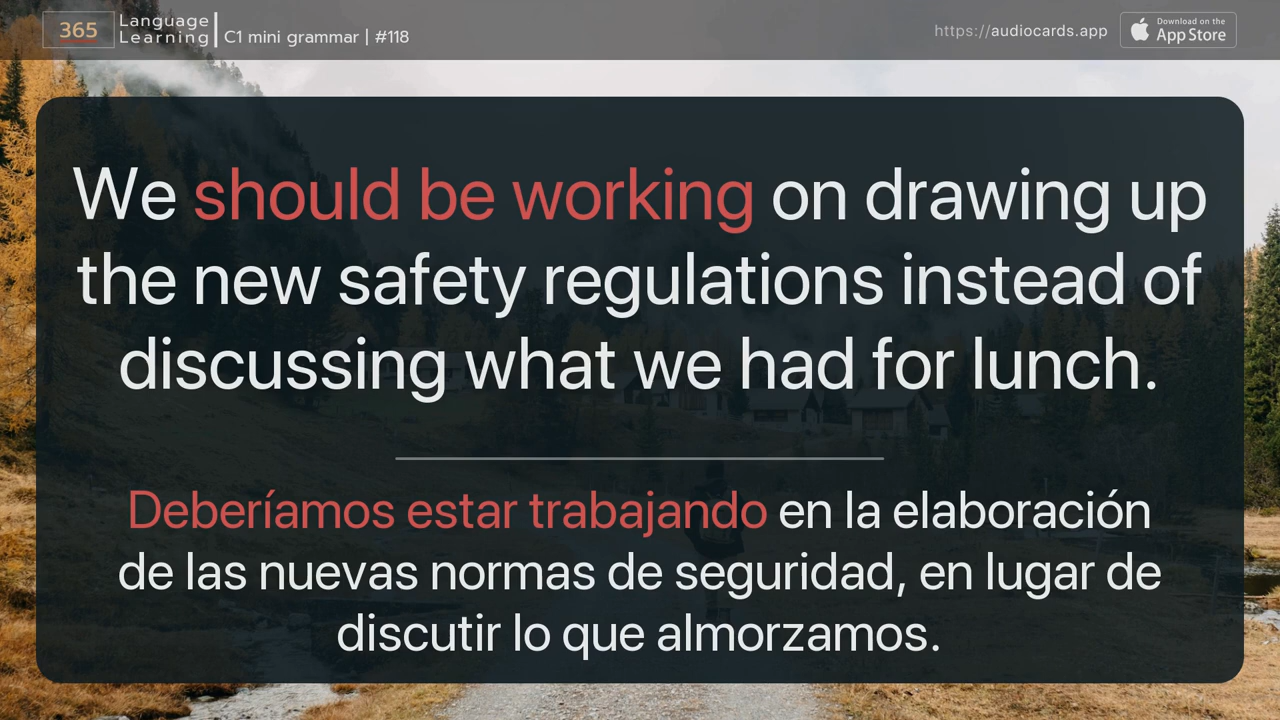 365
Language
Learning
C1 mini grammar | #118
https://audiocards.app
Download on the
App Store
We should be working on drawing up
the new safety regulations instead of
discussing what we had for lunch.
Deberíamos estar trabajando en la elaboración
de las nuevas normas de seguridad, en lugar de
discutir lo que almorzamos.